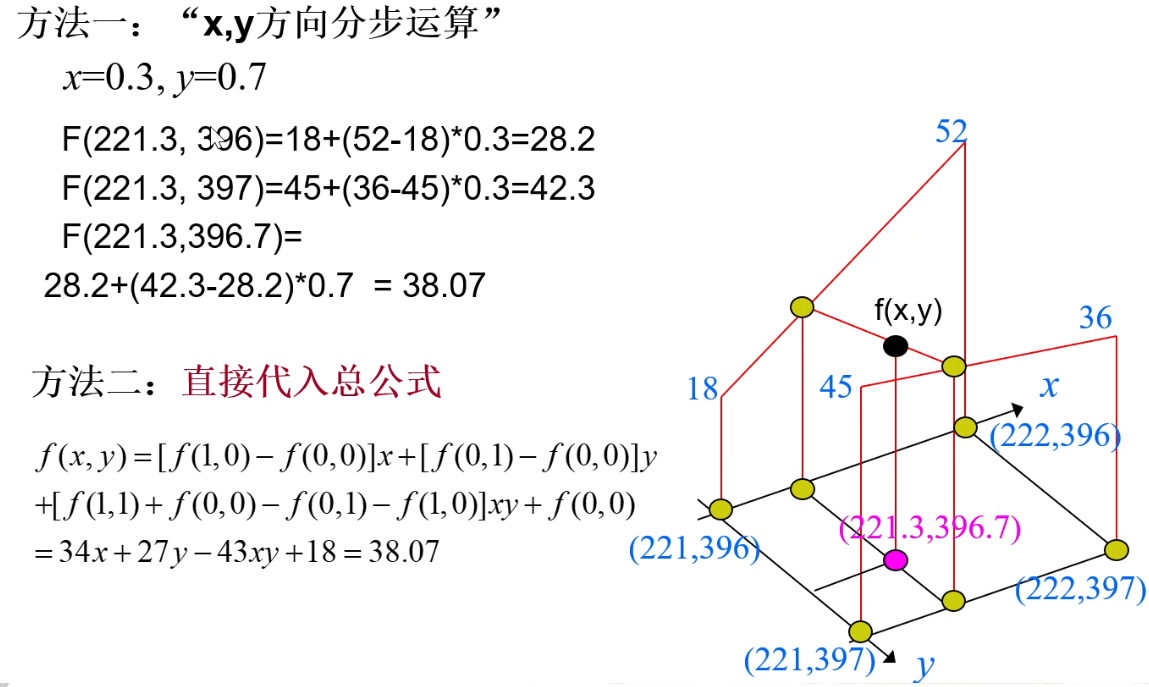 方法一：“x,y方向分步运算”
x=0.3, y=0.7
F(221.3, 396)=18+(52-18)*0.3=28.2
F(221.3, 397)=45+(36-45)*0.3=42.3
F(221.3,396.7)=
28.2+(42.3-28.2)*0.7 = 38.07
方法二：直接代入总公式
f(x,y)=[f(1,0)−f(0,0)]x+[f(0,1)−f(0,0)]y
+[f(1,1)+f(0,0)−f(0,1)−f(1,0)]xy+f(0,0)
=34x+27y−43xy+18=38.07
52
f(x,y)
36
18
45
x
(222,396)
(221.3,396.7)
(221,396)
(222,397)
(221,397)
y